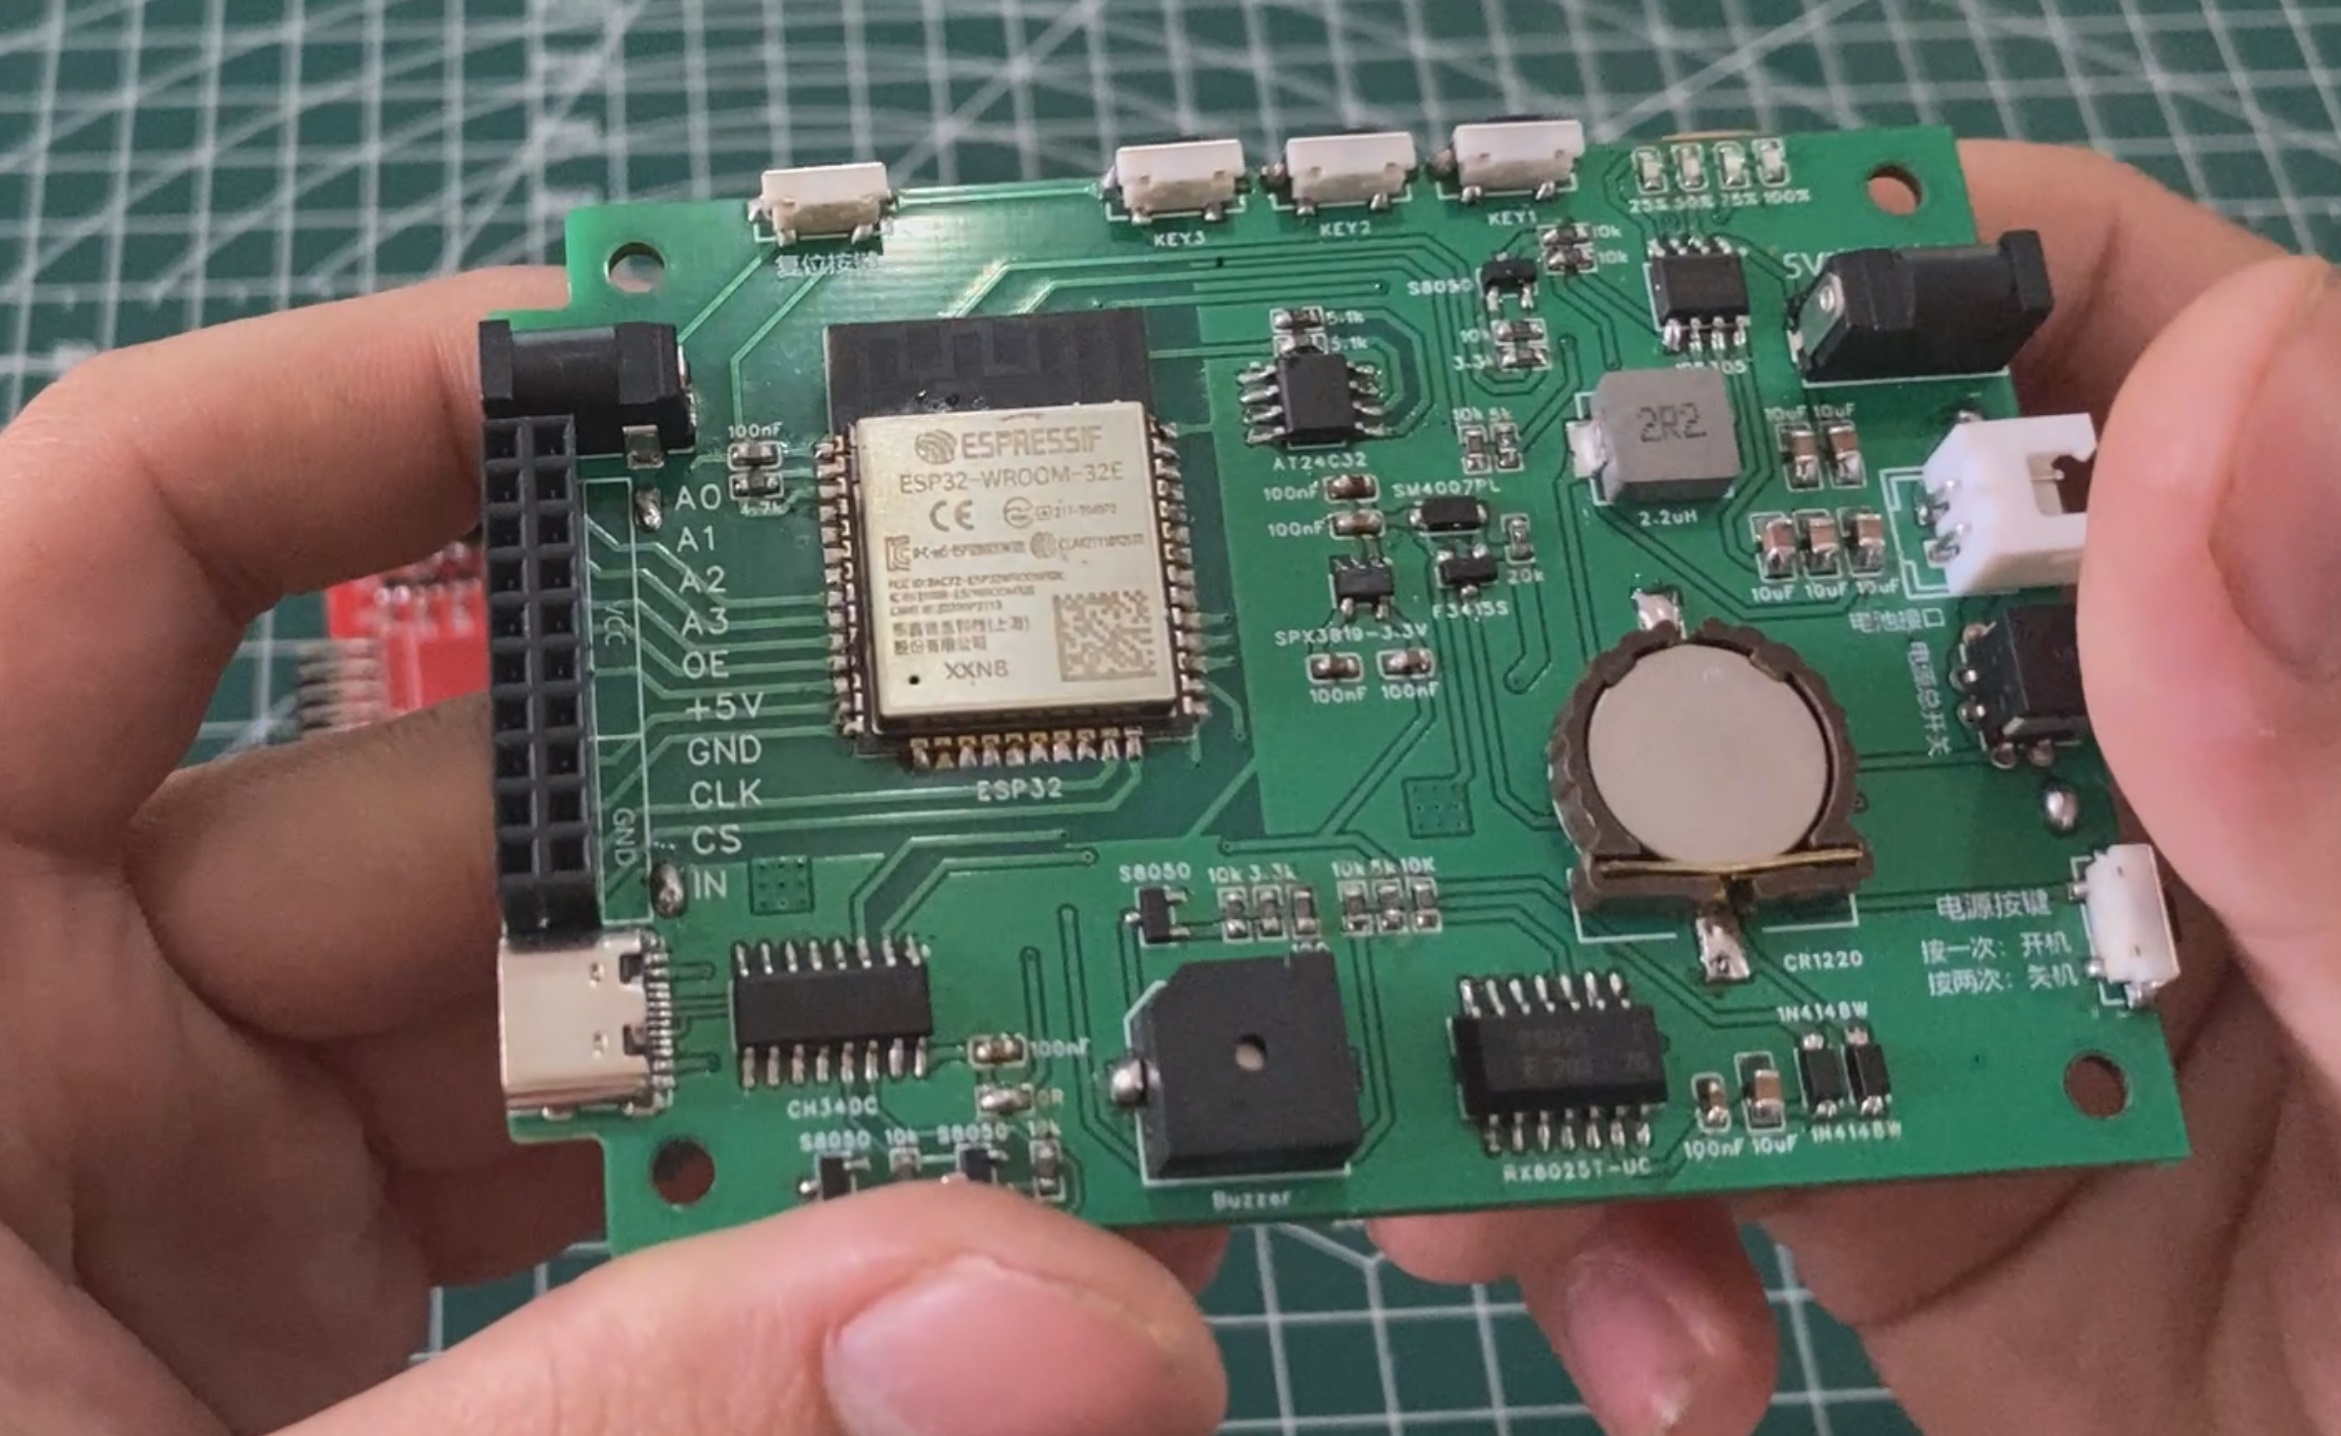 KEY3
KEY2
KEY1
25% 50% 75% 100%
复位按键
10k
10k
S8050
5V
5.1k
5.1k
10k
3.3k
100nF
ESPRESSIF
ESP32-WROOM-32E
CE
XXN8
ESP32
AT24C32
100nF
100nF
SM4007PL
20k
SPX3819-3.3V
100nF 100nF
10k 5k
2R2
2.2uH
10uF 10uF
10uF 10uF 10uF
电池接口
电源总开关
A0
A1
A2
A3
OE
+5V
GND
CLK
CS
IN
VCC
GND
S8050
10k 3.3k
10k 5k 10K
CR1220
电源按键
按一次：开机
按两次：关机
1N4148W
1N4148W
CH340C
100nF
0R
S8050 10k S8050 10k
Buzzer
RX8025T-UC
100nF 10uF